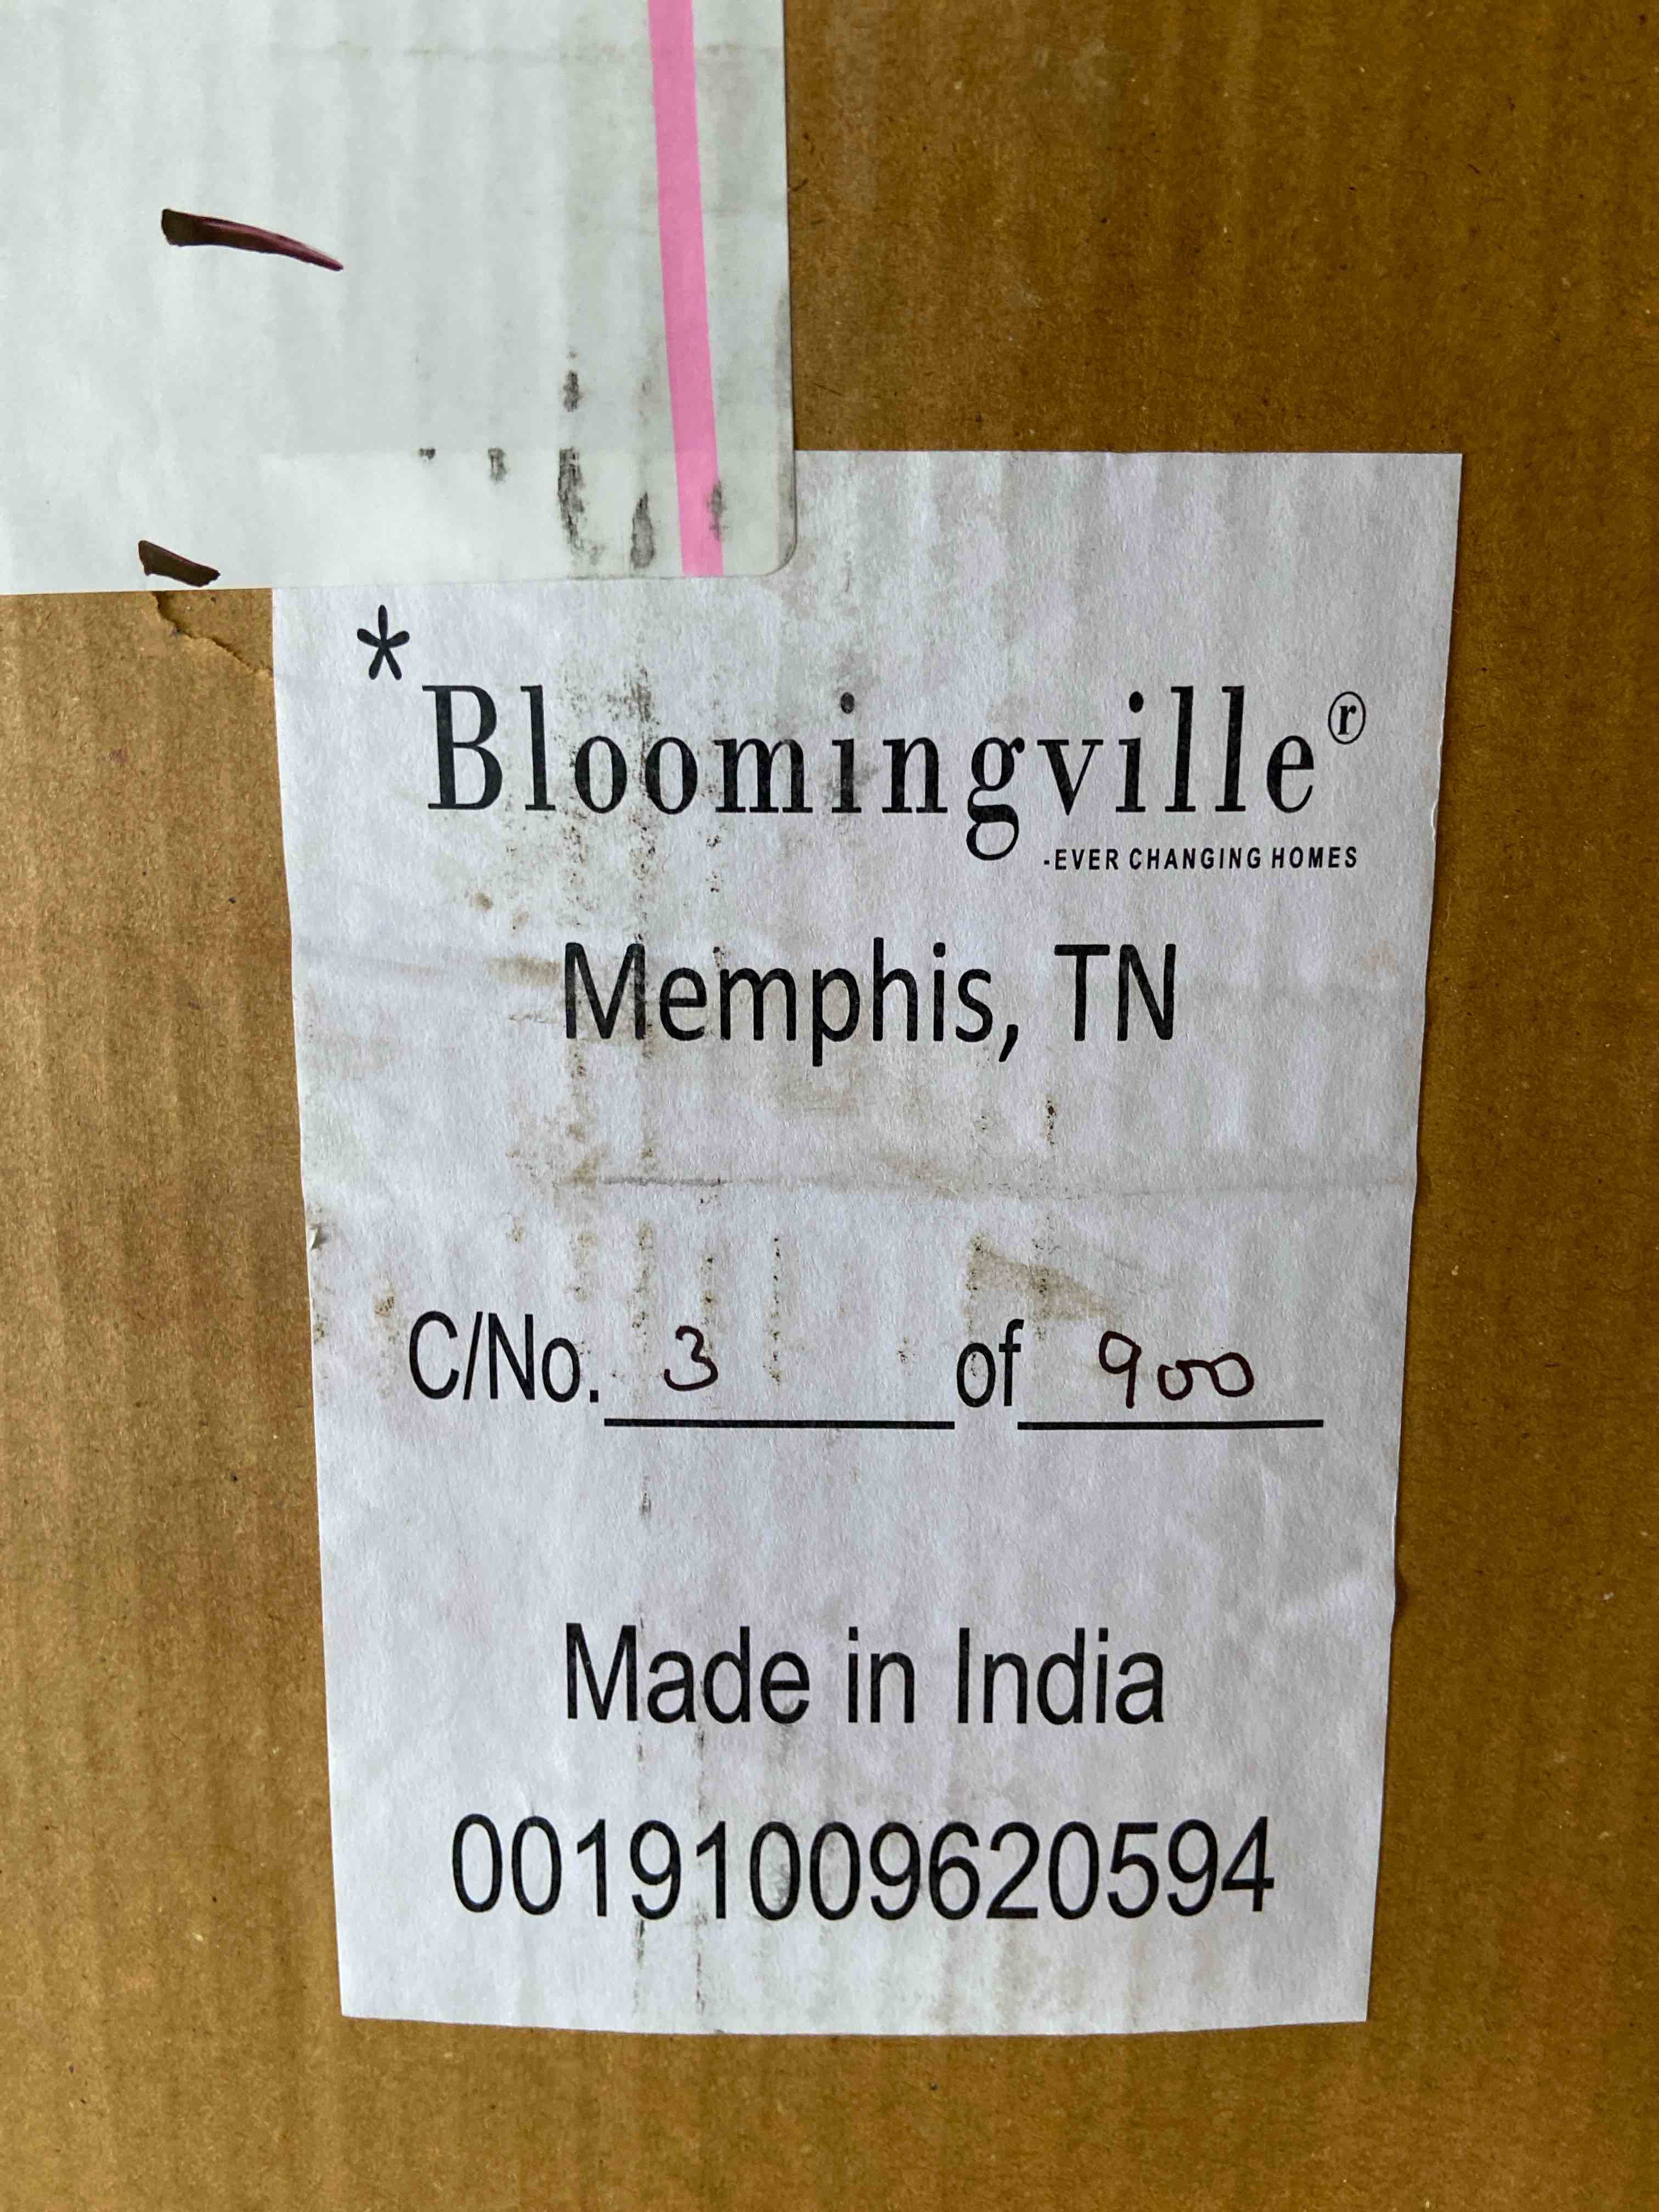 *Bloomingville®
-EVER CHANGING HOMES
Memphis, TN
C/No. 3 of 900
Made in India
00191009620594